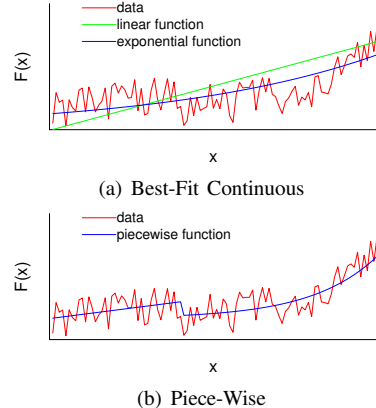 data
linear function
exponential function
F(x)
x
(a) Best-Fit Continuous
data
piecewise function
F(x)
x
(b) Piece-Wise